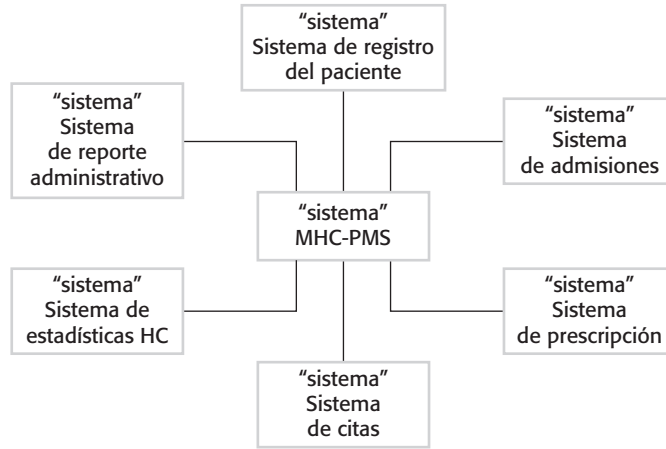 “sistema”
Sistema de registro
del paciente
“sistema”
Sistema
de reporte
administrativo
“sistema”
Sistema
de admisiones
“sistema”
MHC-PMS
“sistema”
Sistema de
estadísticas HC
“sistema”
Sistema
de prescripción
“sistema”
Sistema
de citas